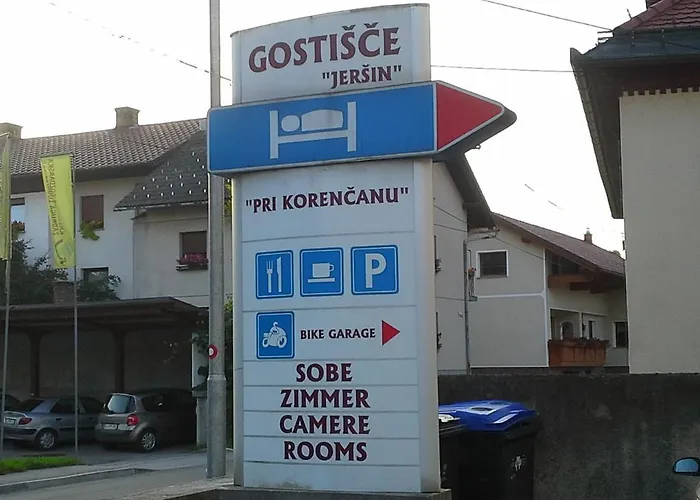 GOSTIŠČE
"JERŠIN"
"PRI KORENČANU"
P
BIKE GARAGE
SOBE
ZIMMER
CAMERE
ROOMS